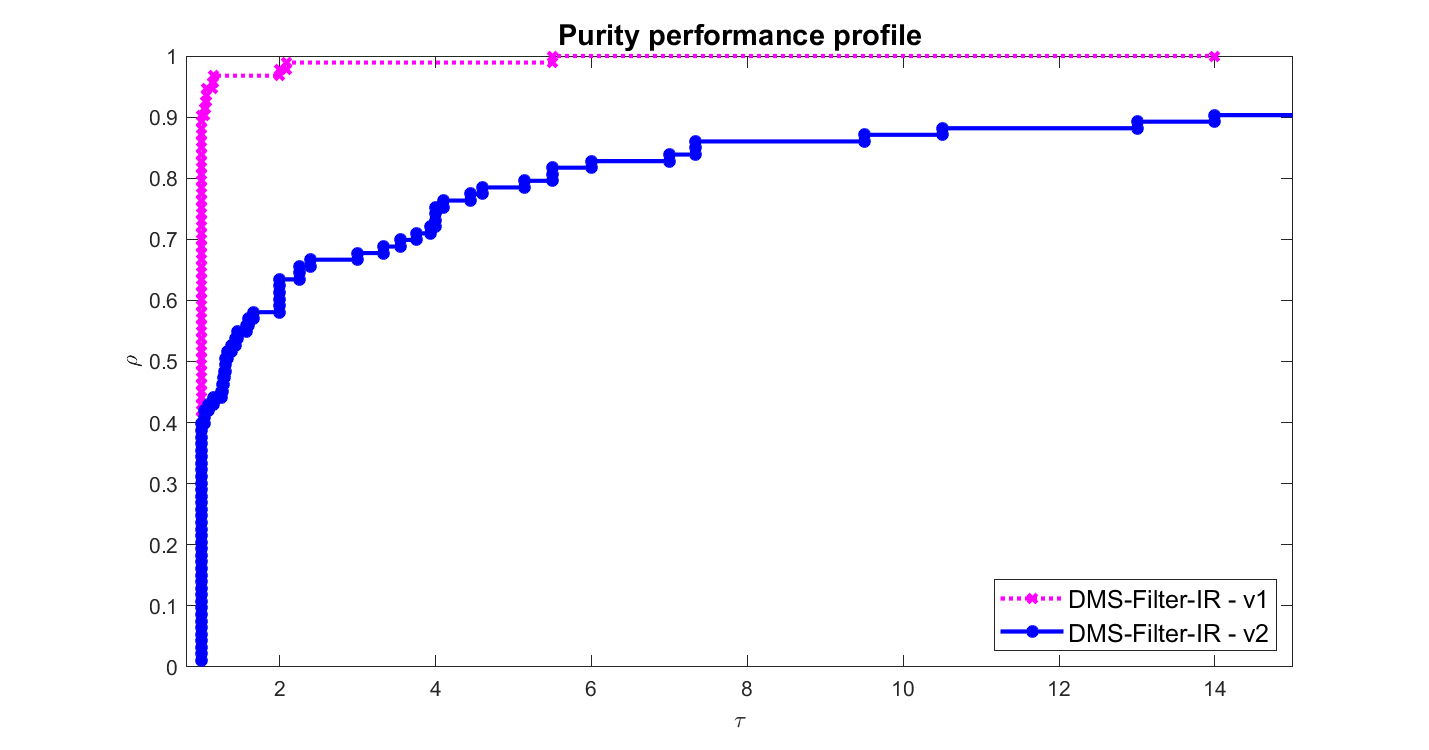 Purity performance profile
1
0.9
0.8
0.7
0.6
0.5
0.4
0.3
0.2
0.1
0
ρ
2 4 6 8 10 12 14
τ
DMS-Filter-IR - v1
DMS-Filter-IR - v2